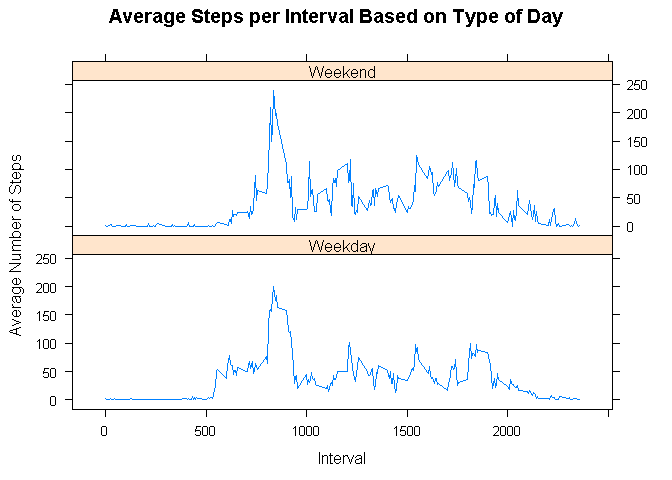 Average Steps per Interval Based on Type of Day
Weekend
250
200
150
100
50
0
Average Number of Steps
Weekday
250
200
150
100
50
0
0 500 1000 1500 2000
Interval